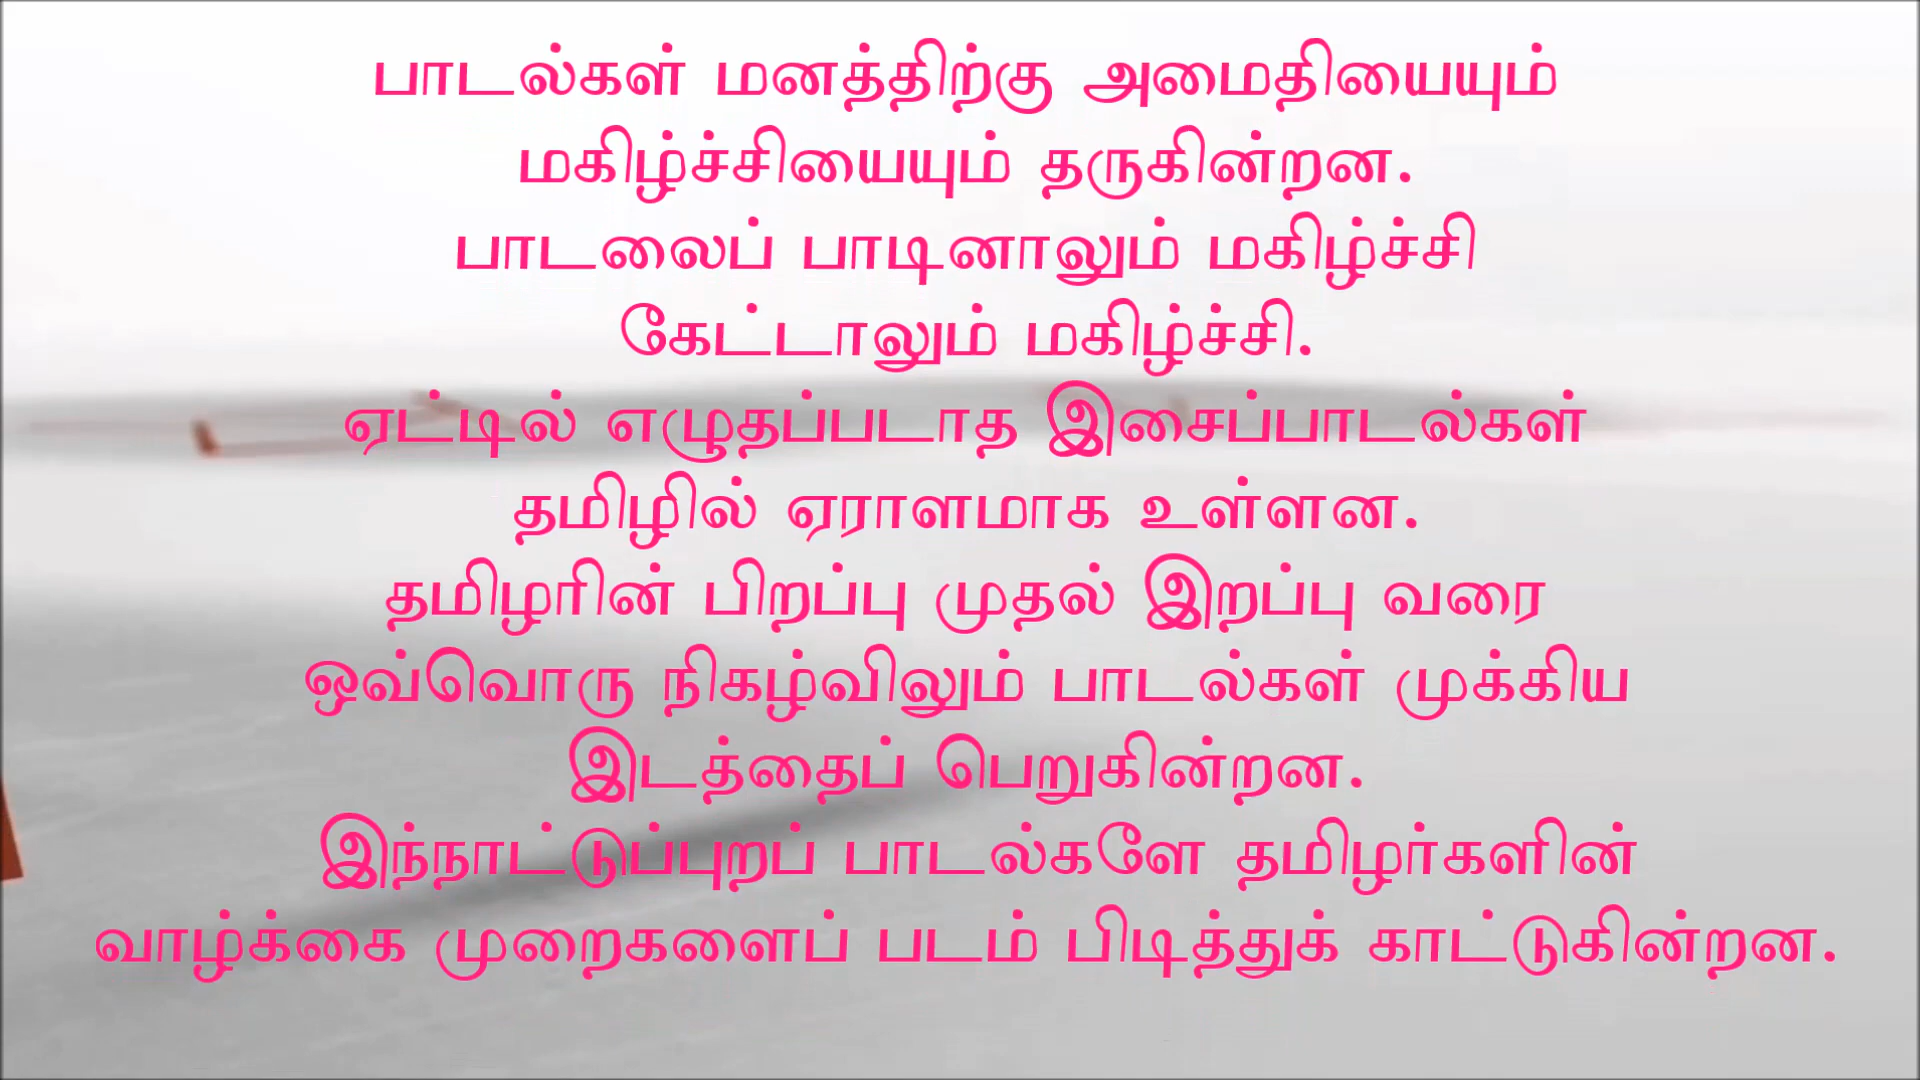 பாடல்கள் மனத்திற்கு அமைதியையும்
மகிழ்ச்சியையும் தருகின்றன.
பாடலைப் பாடினாலும் மகிழ்ச்சி
கேட்டாலும் மகிழ்ச்சி.
ஏட்டில் எழுதப்படாத இசைப்பாடல்கள்
தமிழில் ஏராளமாக உள்ளன.
தமிழரின் பிறப்பு முதல் இறப்பு வரை
ஒவ்வொரு நிகழ்விலும் பாடல்கள் முக்கிய
இடத்தைப் பெறுகின்றன.
இந்நாட்டுப்புறப் பாடல்களே தமிழர்களின்
வாழ்க்கை முறைகளைப் படம் பிடித்துக் காட்டுகின்றன.